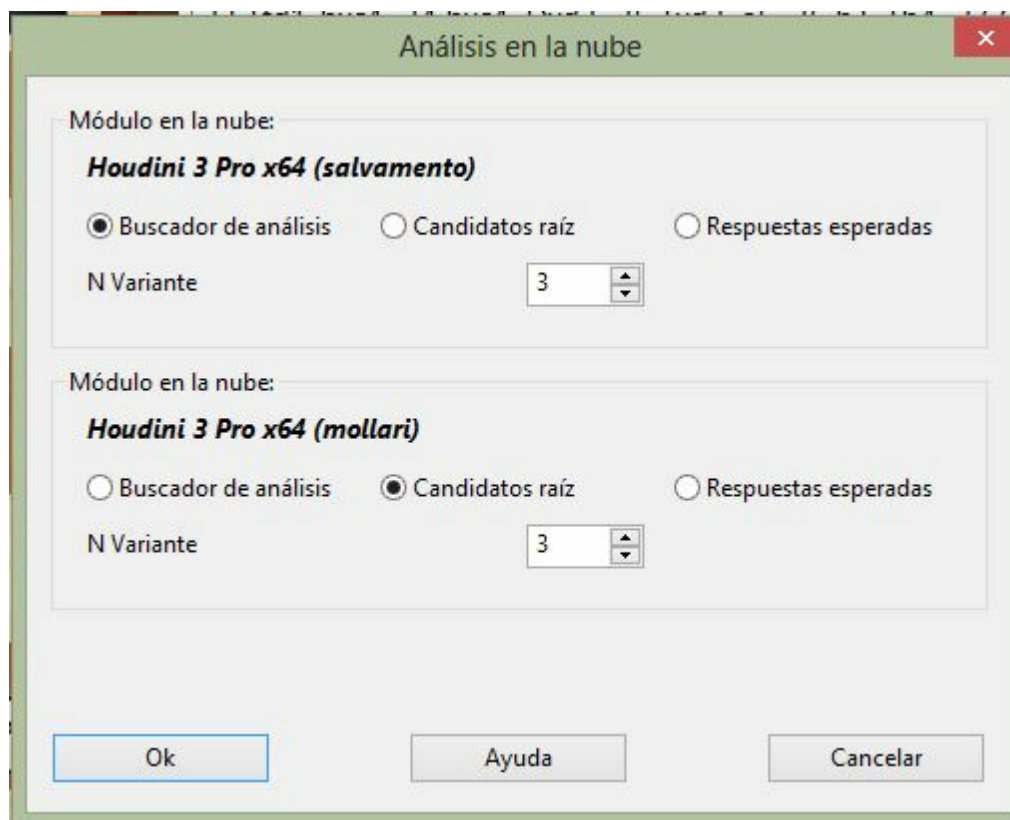 Análisis en la nube
Módulo en la nube:
Houdini 3 Pro x64 (salvamento)
Buscador de análisis Candidatos raíz Respuestas esperadas
N Variante 3
Módulo en la nube:
Houdini 3 Pro x64 (mollari)
Buscador de análisis Candidatos raíz Respuestas esperadas
N Variante 3
Ok Ayuda Cancelar